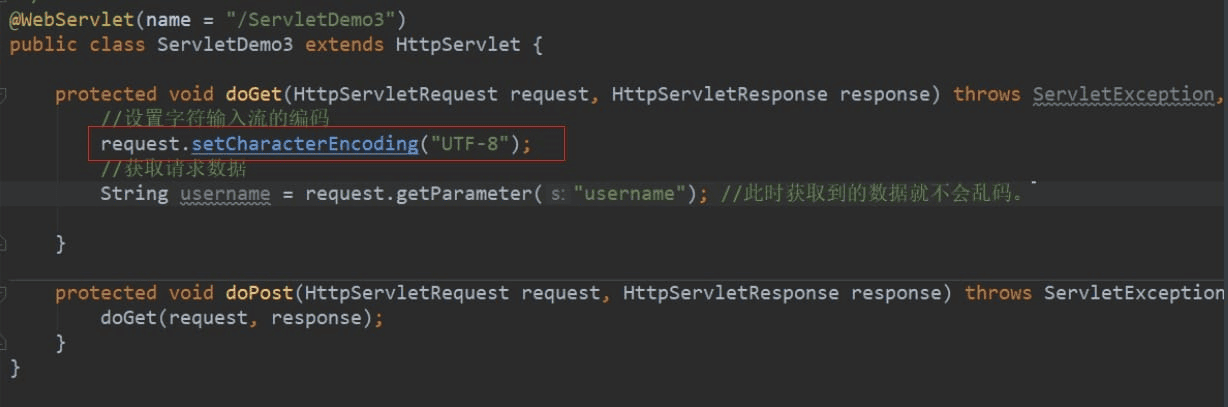 @WebServlet(name = "/ServletDemo3")
public class ServletDemo3 extends HttpServlet {
protected void doGet(HttpServletRequest request, HttpServletResponse response) throws ServletException,
//设置字符输入流的编码
request.setCharacterEncoding("UTF-8");
//获取请求数据
String username = request.getParameter( s: "username"); //此时获取到的数据就不会乱码。
}
protected void doPost(HttpServletRequest request, HttpServletResponse response) throws ServletException
doGet(request, response);
}
}